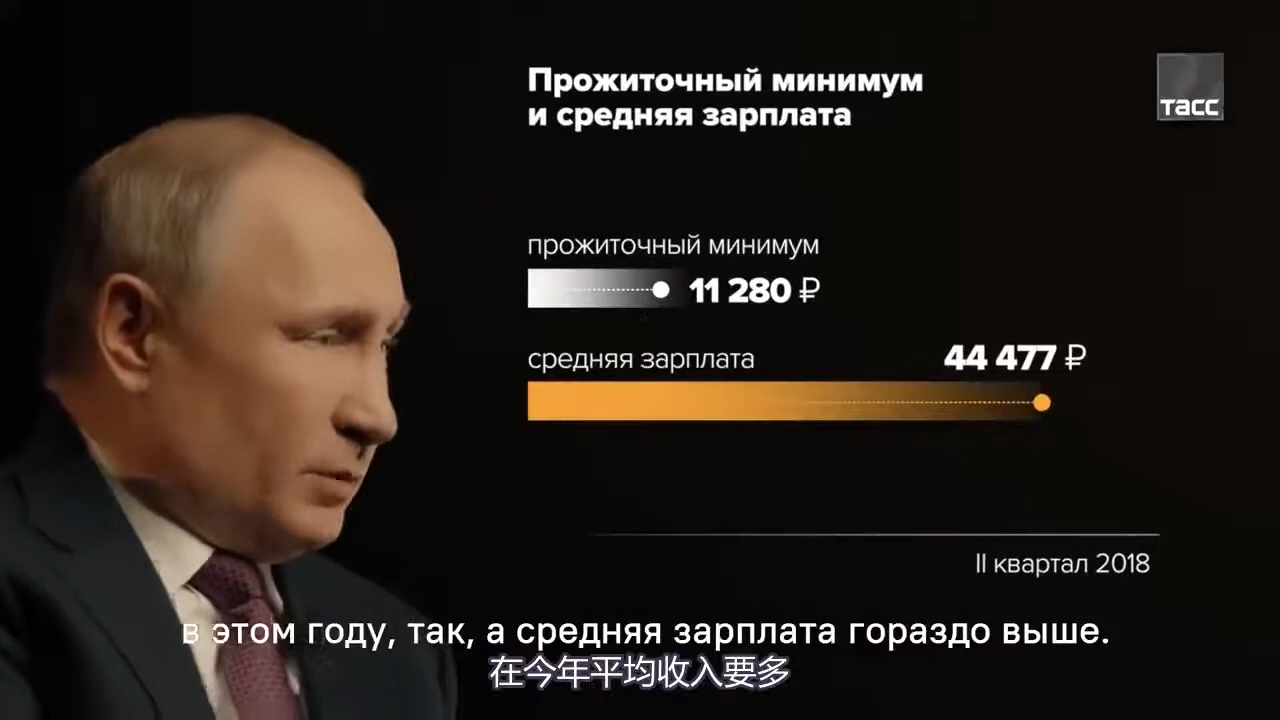 Прожиточный минимум
и средняя зарплата
тасс
прожиточный минимум
11 280 ₽
средняя зарплата
44 477 ₽
II квартал 2018
в этом году, так, а средняя зарплата гораздо выше.
在今年平均收入要多